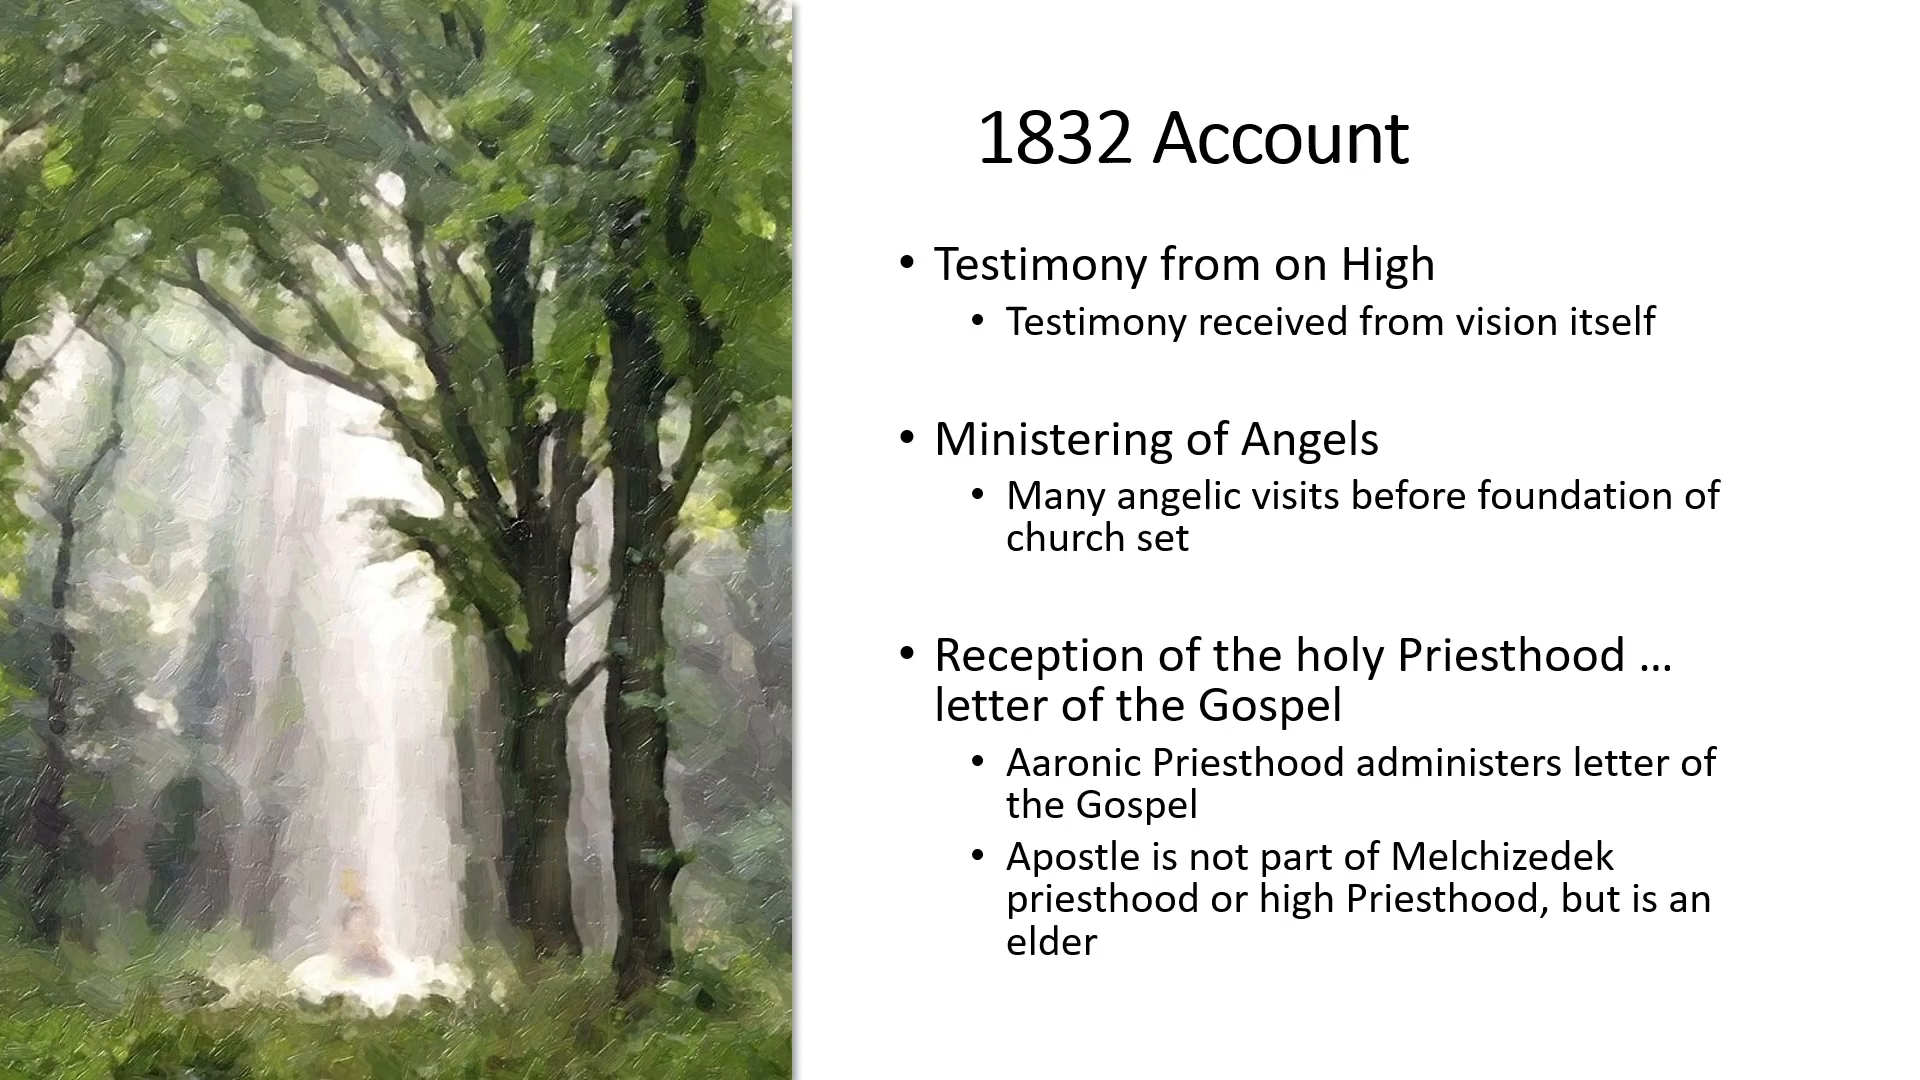 1832 Account
• Testimony from on High
• Testimony received from vision itself
• Ministering of Angels
• Many angelic visits before foundation of
church set
• Reception of the holy Priesthood …
letter of the Gospel
• Aaronic Priesthood administers letter of
the Gospel
• Apostle is not part of Melchizedek
priesthood or high Priesthood, but is an
elder